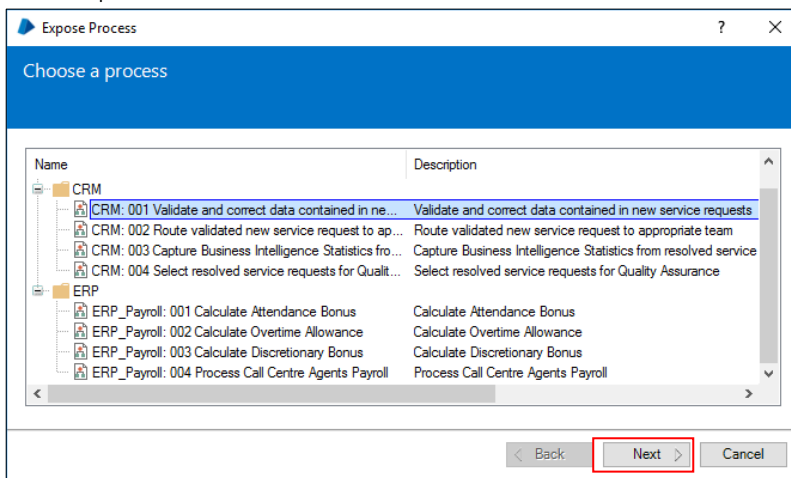 Expose Process ? X
Choose a process
Name Description
CRM
CRM: 001 Validate and correct data contained in ne... Validate and correct data contained in new service requests
CRM: 002 Route validated new service request to ap... Route validated new service request to appropriate team
CRM: 003 Capture Business Intelligence Statistics fro... Capture Business Intelligence Statistics from resolved service
CRM: 004 Select resolved service requests for Qualit... Select resolved service requests for Quality Assurance
ERP
ERP_Payroll: 001 Calculate Attendance Bonus Calculate Attendance Bonus
ERP_Payroll: 002 Calculate Overtime Allowance Calculate Overtime Allowance
ERP_Payroll: 003 Calculate Discretionary Bonus Calculate Discretionary Bonus
ERP_Payroll: 004 Process Call Centre Agents Payroll Process Call Centre Agents Payroll
< Back Next > Cancel